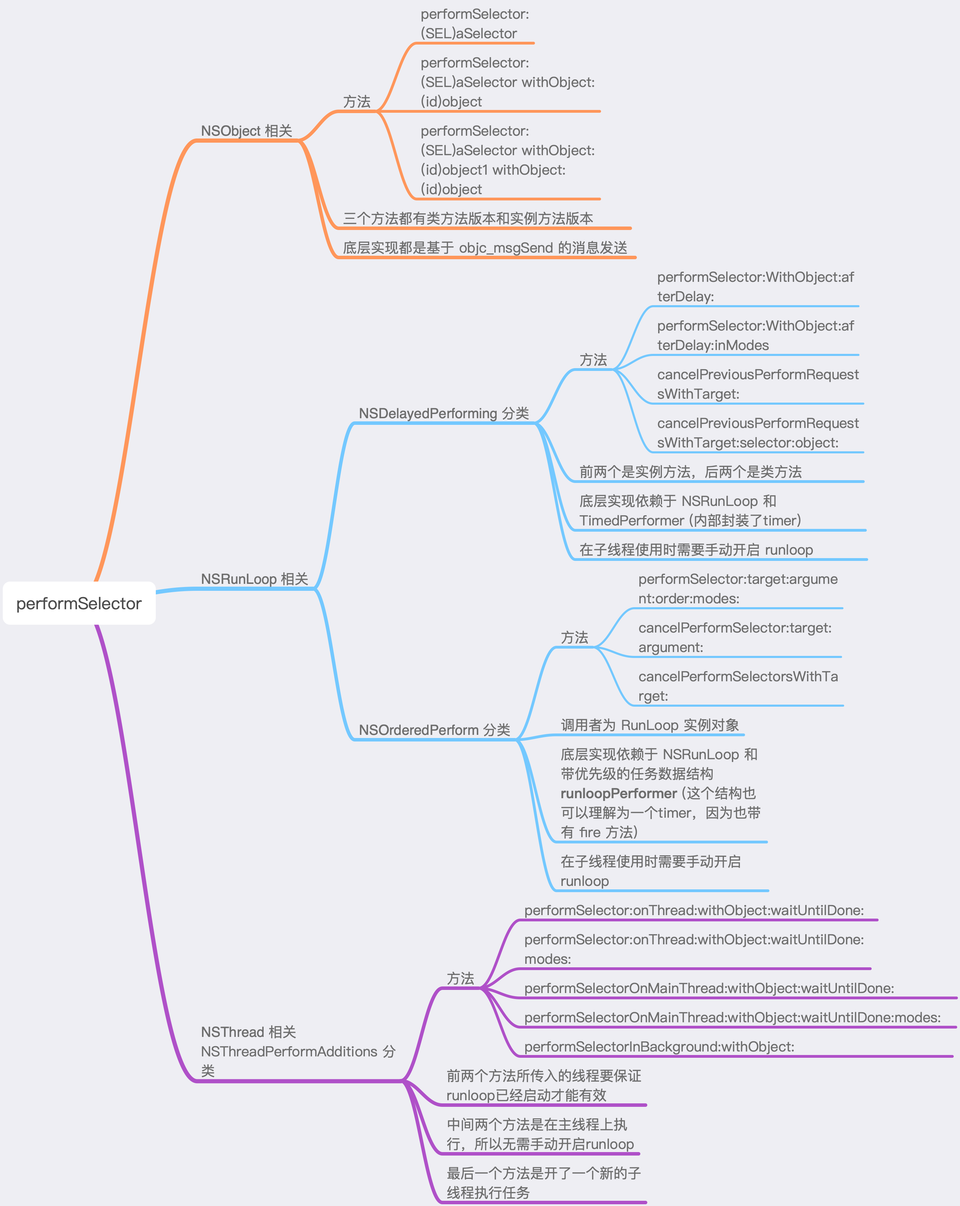 performSelector:
(SEL)aSelector
performSelector:
(SEL)aSelector withObject:
(id)object
方法
performSelector:
(SEL)aSelector withObject:
(id)object1 withObject:
(id)object
NSObject 相关
三个方法都有类方法版本和实例方法版本
底层实现都是基于 objc_msgSend 的消息发送
performSelector:WithObject:af
terDelay:
performSelector:WithObject:af
terDelay:inModes
方法
cancelPreviousPerformRequest
sWithTarget:
cancelPreviousPerformRequest
sWithTarget:selector:object:
NSDelayedPerforming 分类
前两个是实例方法，后两个是类方法
底层实现依赖于 NSRunLoop 和
TimedPerformer (内部封装了timer)
在子线程使用时需要手动开启 runloop
NSRunLoop 相关
performSelector
performSelector:target:argume
nt:order:modes:
方法
cancelPerformSelector:target:
argument:
cancelPerformSelectorsWithTa
rget:
NSOrderedPerform 分类
调用者为 RunLoop 实例对象
底层实现依赖于 NSRunLoop 和
带优先级的任务数据结构
runloopPerformer (这个结构也
可以理解为一个timer，因为也带
有 fire 方法)
在子线程使用时需要手动开启
runloop
performSelector:onThread:withObject:waitUntilDone:
performSelector:onThread:withObject:waitUntilDone:
modes:
方法
performSelectorOnMainThread:withObject:waitUntilDone:
performSelectorOnMainThread:withObject:waitUntilDone:modes:
performSelectorInBackground:withObject:
NSThread 相关
NSThreadPerformAdditions 分
类
前两个方法所传入的线程要保证
runloop已经启动才能有效
中间两个方法是在主线程上执
行，所以无需手动开启runloop
最后一个方法是开了一个新的子
线程执行任务